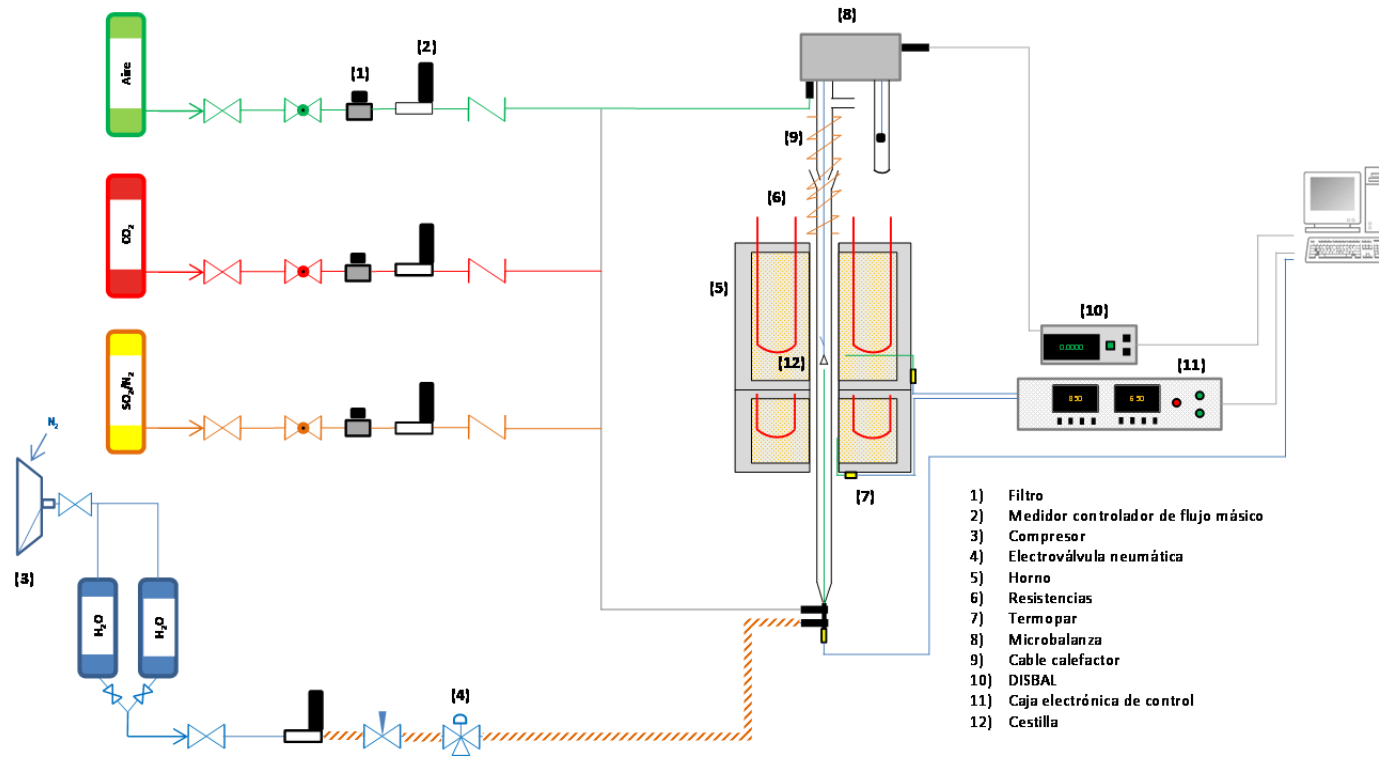 (8)
Aire
(2)
(1)
(9)
CO₂
(6)
(5)
(10)
0.0000
SO₂/N₂
(12)
(11)
850
650
N₂
(7)
(3)
H₂O
H₂O
(4)
1) Filtro
2) Medidor controlador de flujo másico
3) Compresor
4) Electroválvula neumática
5) Horno
6) Resistencias
7) Termopar
8) Microbalanza
9) Cable calefactor
10) DISBAL
11) Caja electrónica de control
12) Cestilla